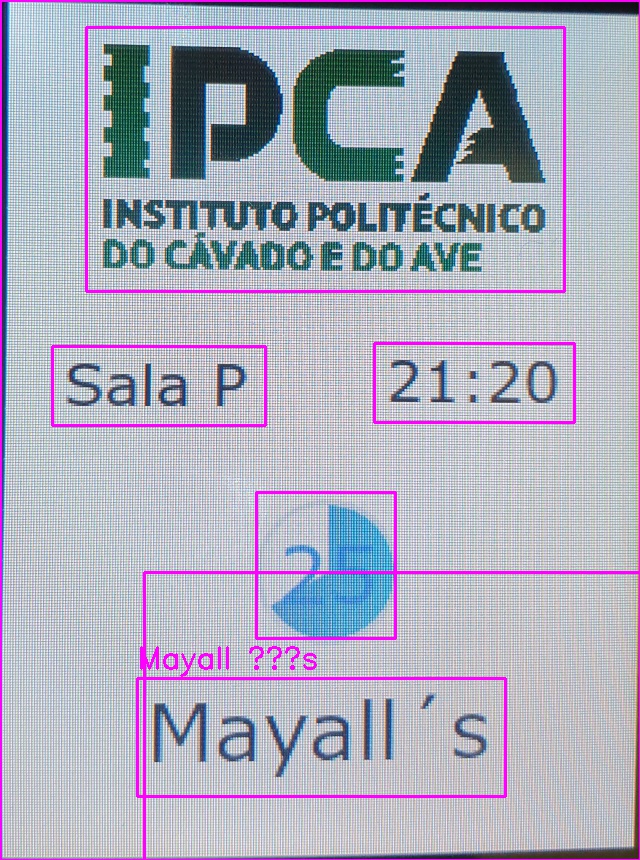 IPCA
INSTITUTO POLITÉCNICO
DO CÁVADO E DO AVE
Sala P
21:20
25
Mayall ???s
Mayall´s